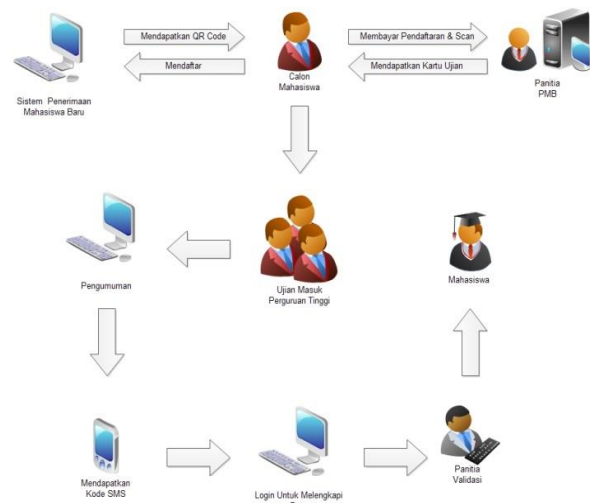 Mendapatkan QR Code
Mendaftar
Membayar Pendaftaran & Scan
Mendapatkan Kartu Ujian
Sistem Penerimaan
Mahasiswa Baru
Calon
Mahasiswa
Panitia
PMB
Pengumuman
Ujian Masuk
Perguruan Tinggi
Mahasiswa
Mendapatkan
Kode SMS
Login Untuk Melengkapi
Panitia
Validasi